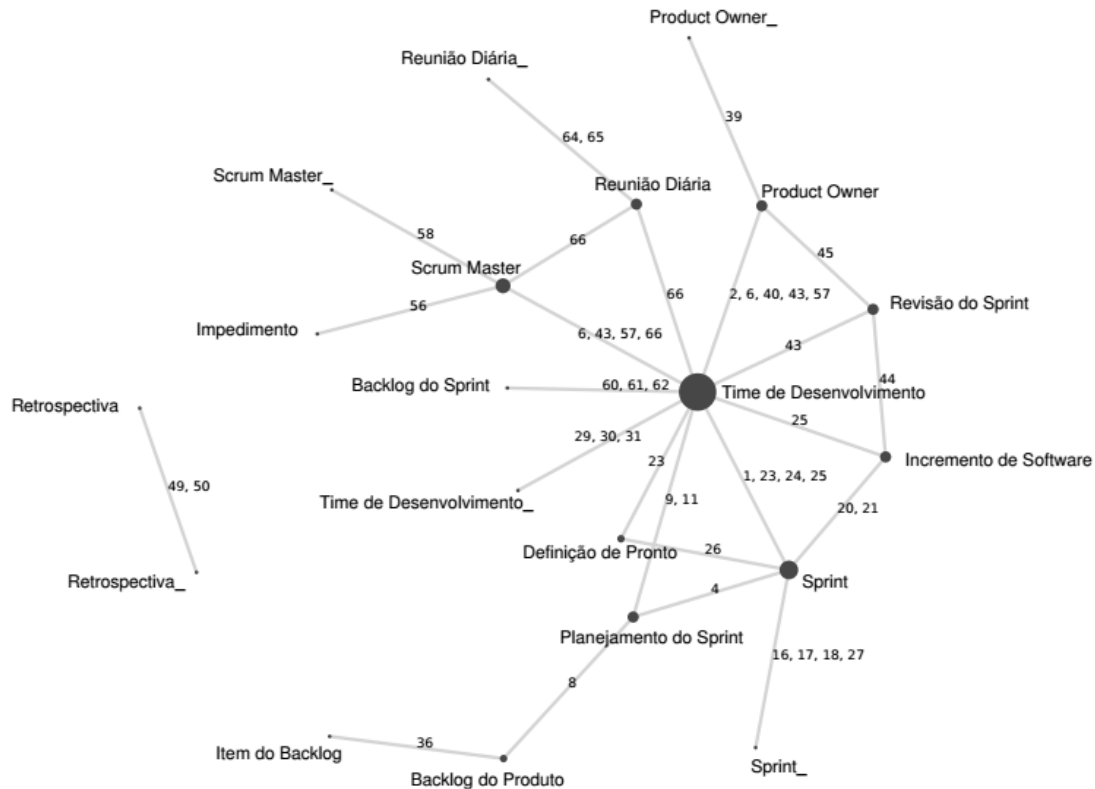 Product Owner_
Reunião Diária_
39
64, 65
Scrum Master_
Reunião Diária
Product Owner
58
66
45
Scrum Master
2, 6, 40, 43, 57
66
Revisão do Sprint
56
Impedimento
6, 43, 57, 66
43
44
Backlog do Sprint
60, 61, 62
Time de Desenvolvimento
Retrospectiva
25
29, 30, 31
23
Incremento de Software
1, 23, 24, 25
49, 50
9, 11
20, 21
Time de Desenvolvimento_
Definição de Pronto
26
Retrospectiva_
Sprint
4
Planejamento do Sprint
16, 17, 18, 27
8
36
Item do Backlog
Sprint_
Backlog do Produto